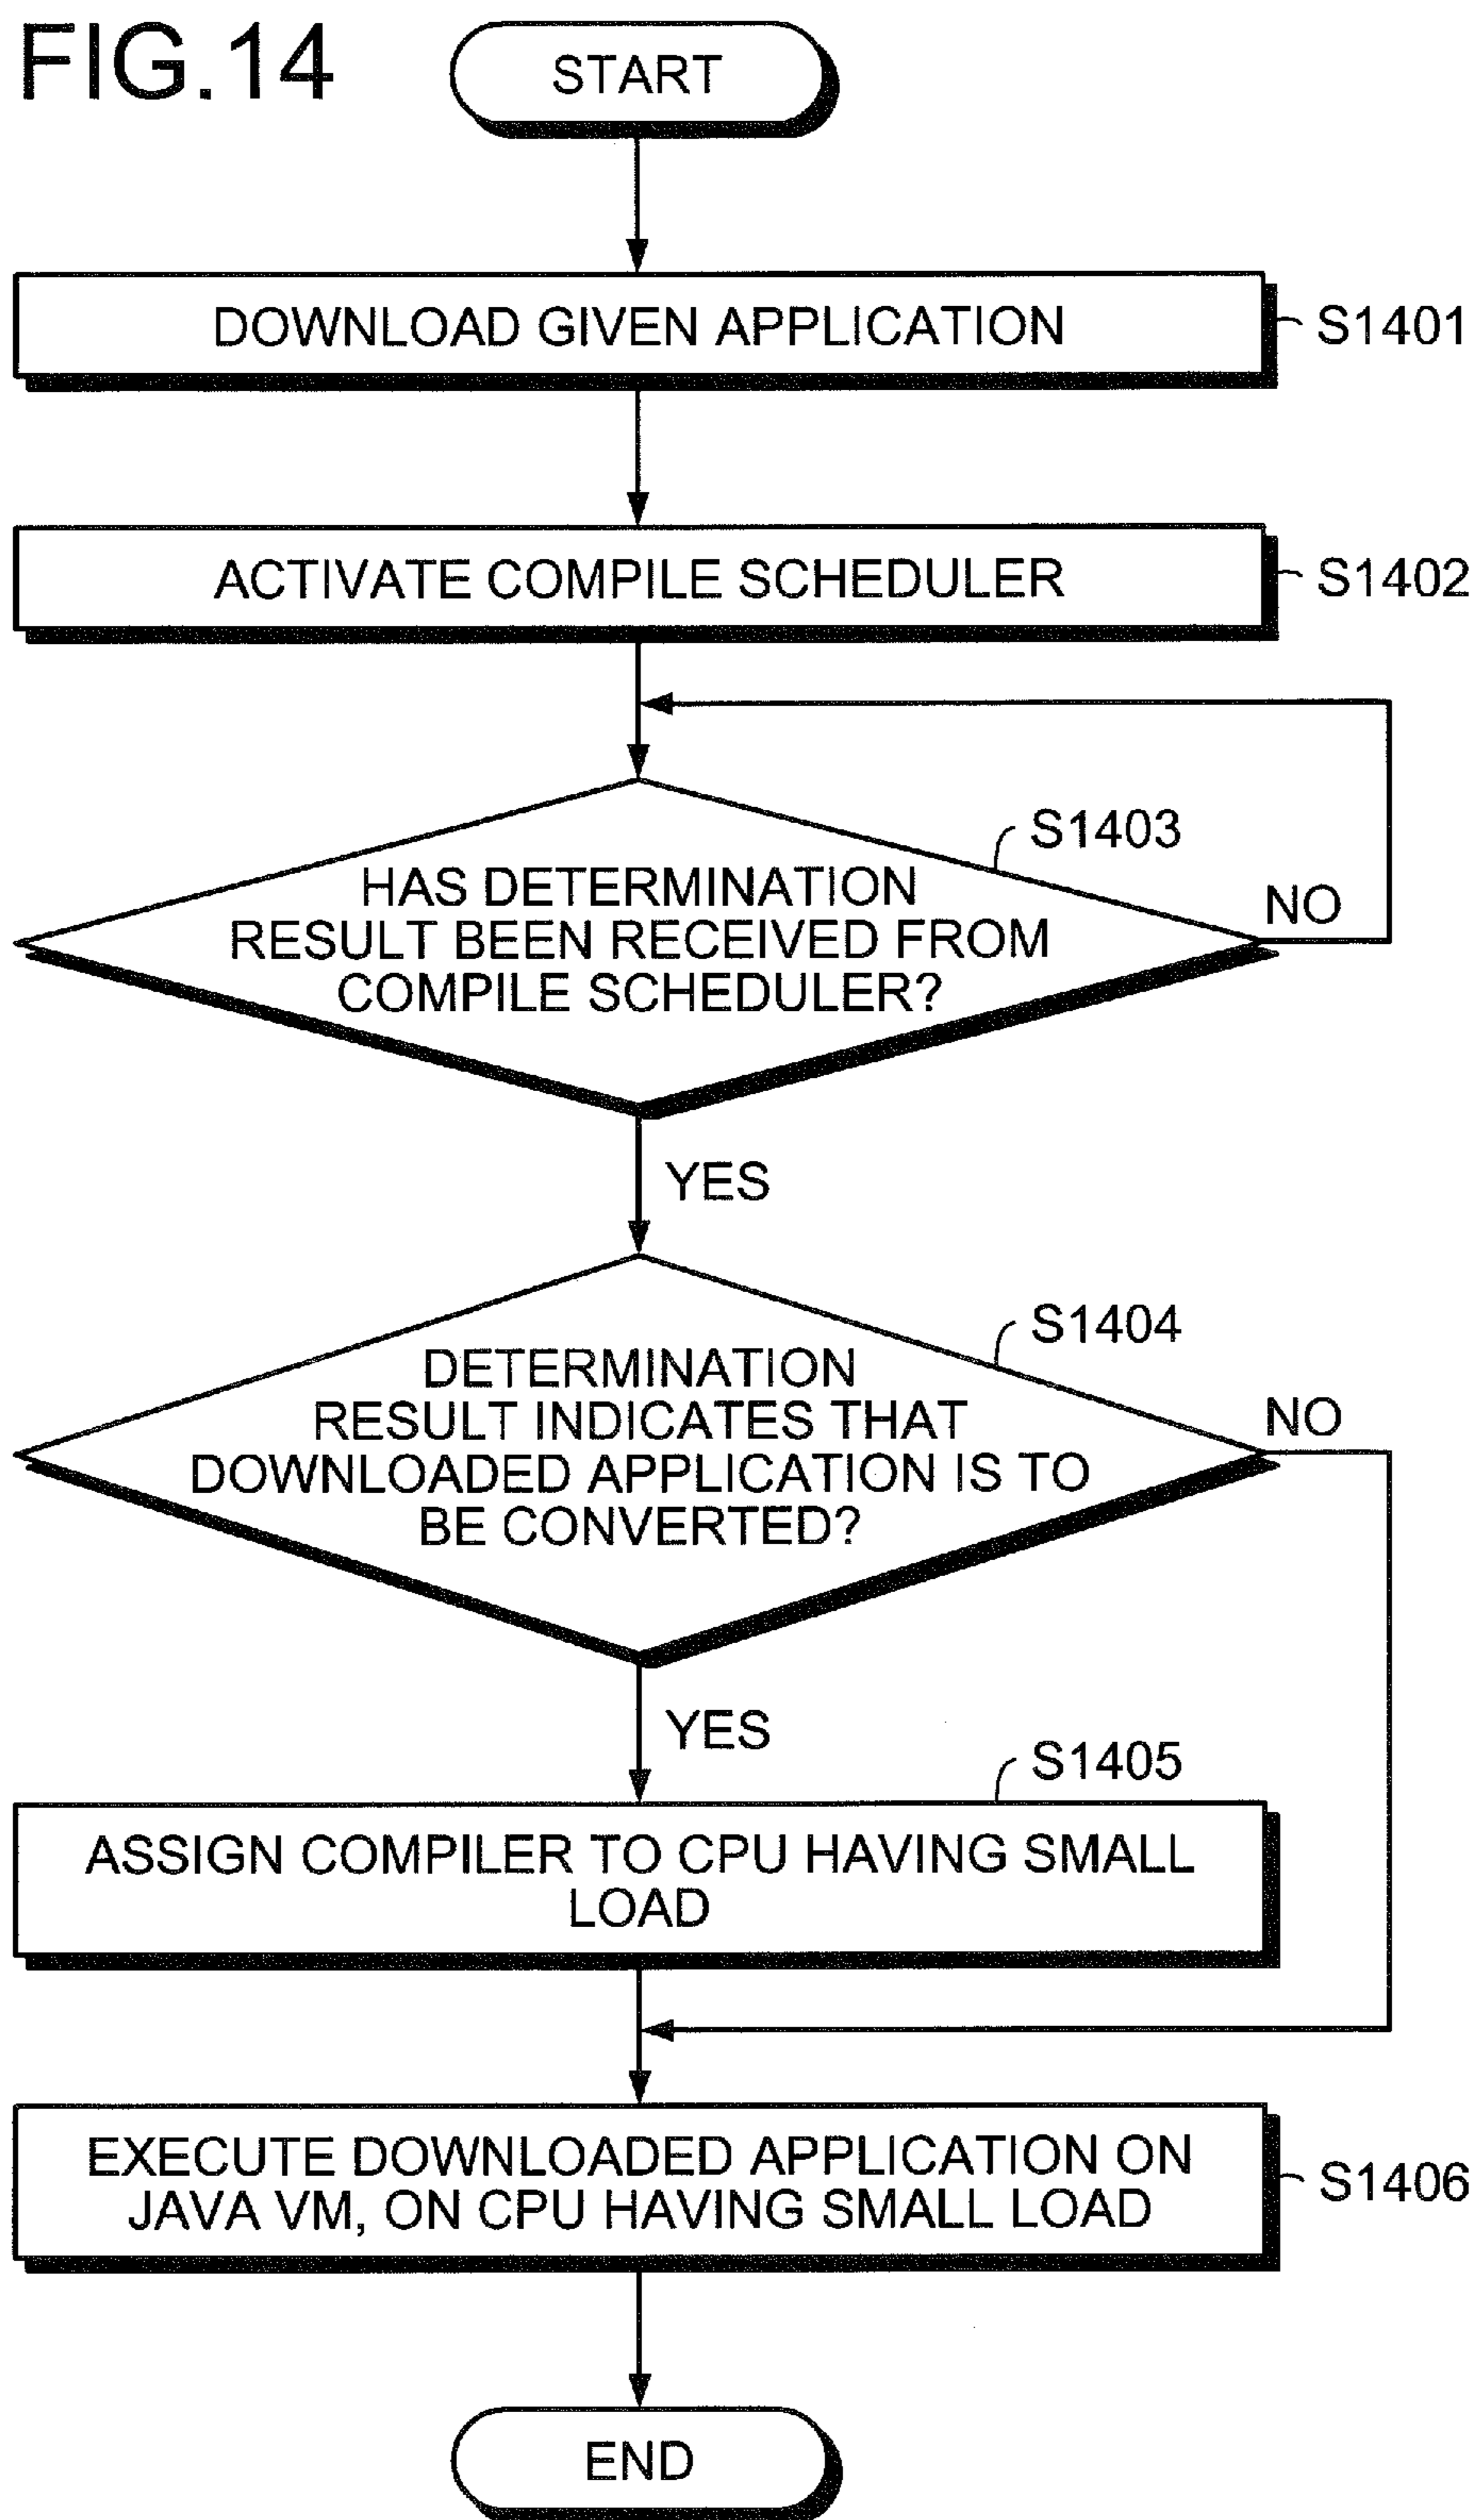 FIG.14
START
DOWNLOAD GIVEN APPLICATION
S1401
ACTIVATE COMPILE SCHEDULER
S1402
S1403
HAS DETERMINATION
RESULT BEEN RECEIVED FROM
COMPILE SCHEDULER?
NO
YES
S1404
DETERMINATION
RESULT INDICATES THAT
DOWNLOADED APPLICATION IS TO
BE CONVERTED?
NO
YES
S1405
ASSIGN COMPILER TO CPU HAVING SMALL
LOAD
EXECUTE DOWNLOADED APPLICATION ON
JAVA VM, ON CPU HAVING SMALL LOAD
S1406
END